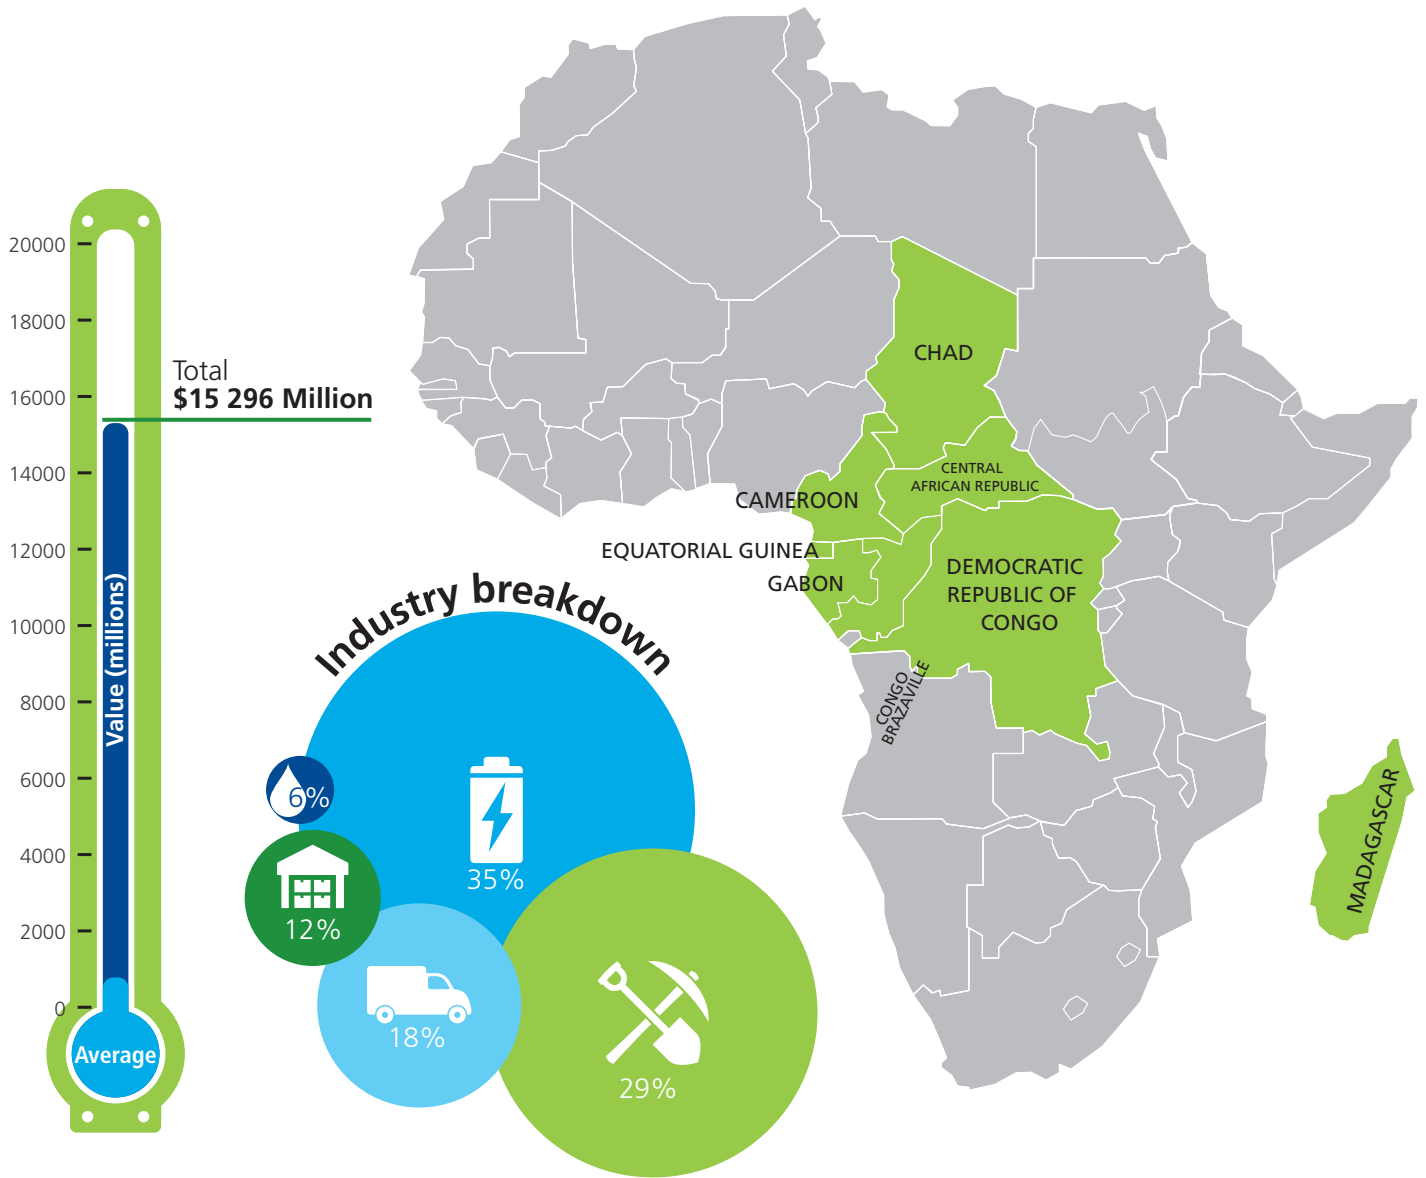 20000
18000
16000
14000
12000
10000
8000
6000
4000
2000
0
Value (millions)
Average
Total
$15 296 Million
Industry breakdown
35%
6%
12%
18%
29%
CHAD
CENTRAL
AFRICAN REPUBLIC
CAMEROON
EQUATORIAL GUINEA
GABON
DEMOCRATIC
REPUBLIC OF
CONGO
CONGO
BRAZAVILLE
MADAGASCAR